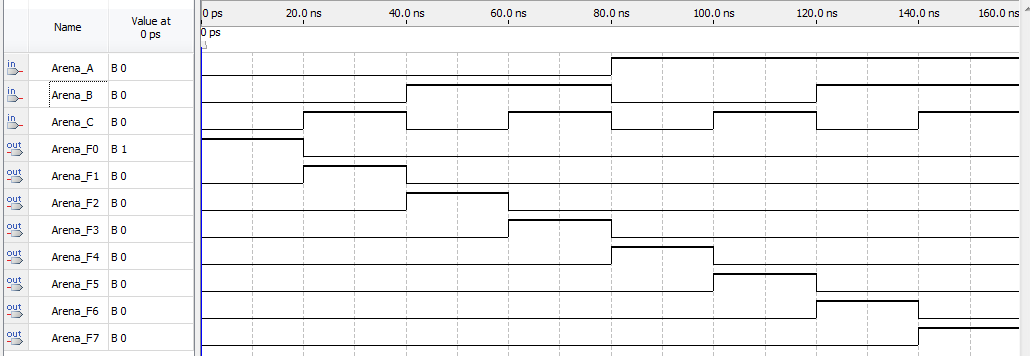 Name
Value at
0 ps
0 ps 20.0 ns 40.0 ns 60.0 ns 80.0 ns 100.0 ns 120.0 ns 140.0 ns 160.0 ns
0 ps
in Arena_A B 0
in Arena_B B 0
in Arena_C B 0
out Arena_F0 B 1
out Arena_F1 B 0
out Arena_F2 B 0
out Arena_F3 B 0
out Arena_F4 B 0
out Arena_F5 B 0
out Arena_F6 B 0
out Arena_F7 B 0